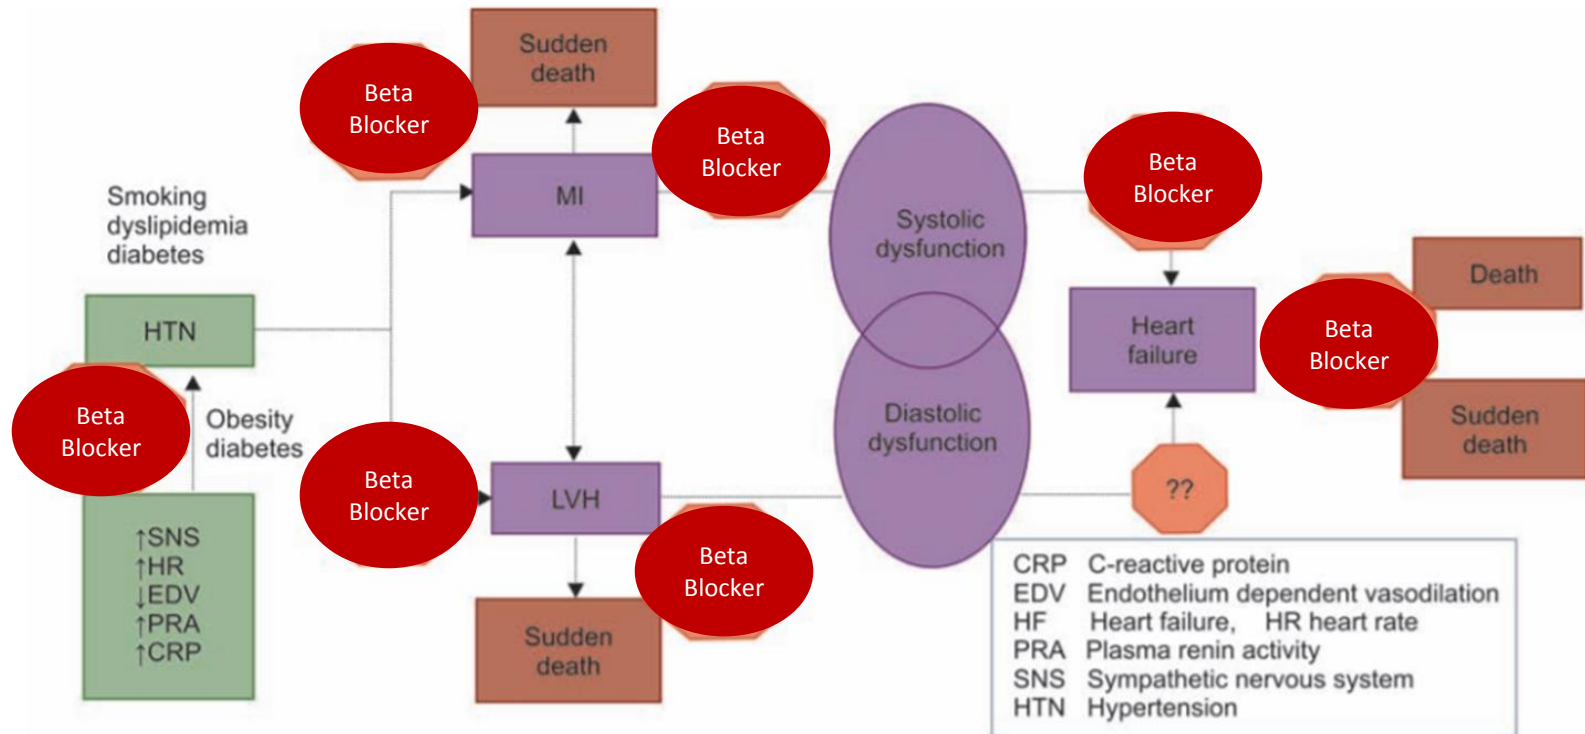 Sudden
death
Beta
Blocker
Beta
Blocker
Beta
Blocker
MI
Smoking
dyslipidemia
diabetes
Systolic
dysfunction
HTN
Heart
failure
Death
Beta
Blocker
Beta
Blocker
Obesity
diabetes
Diastolic
dysfunction
Sudden
death
Beta
Blocker
LVH
??
↑SNS
↑HR
↓EDV
↑PRA
↑CRP
Beta
Blocker
Sudden
death
CRP C-reactive protein
EDV Endothelium dependent vasodilation
HF Heart failure, HR heart rate
PRA Plasma renin activity
SNS Sympathetic nervous system
HTN Hypertension